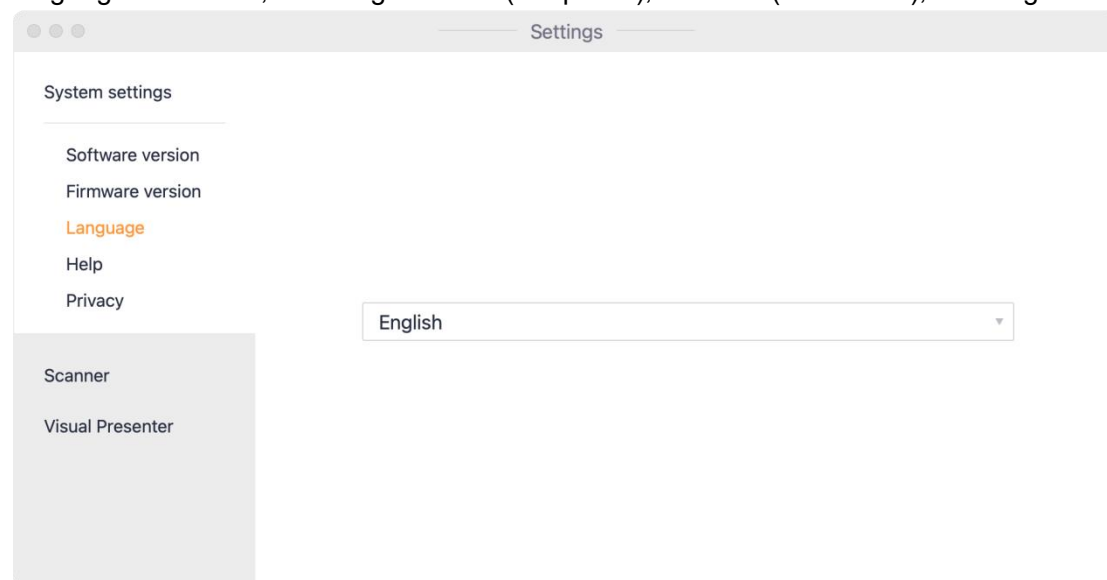 Settings
System settings
Software version
Firmware version
Language
Help
Privacy
English
Scanner
Visual Presenter